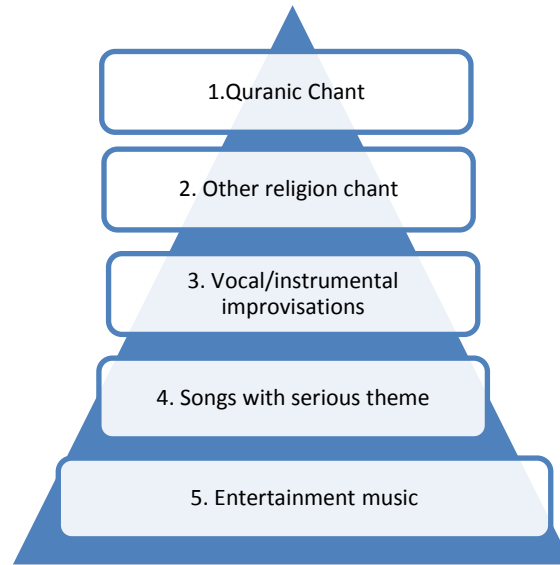 1.Quranic Chant
2. Other religion chant
3. Vocal/instrumental
improvisations
4. Songs with serious theme
5. Entertainment music